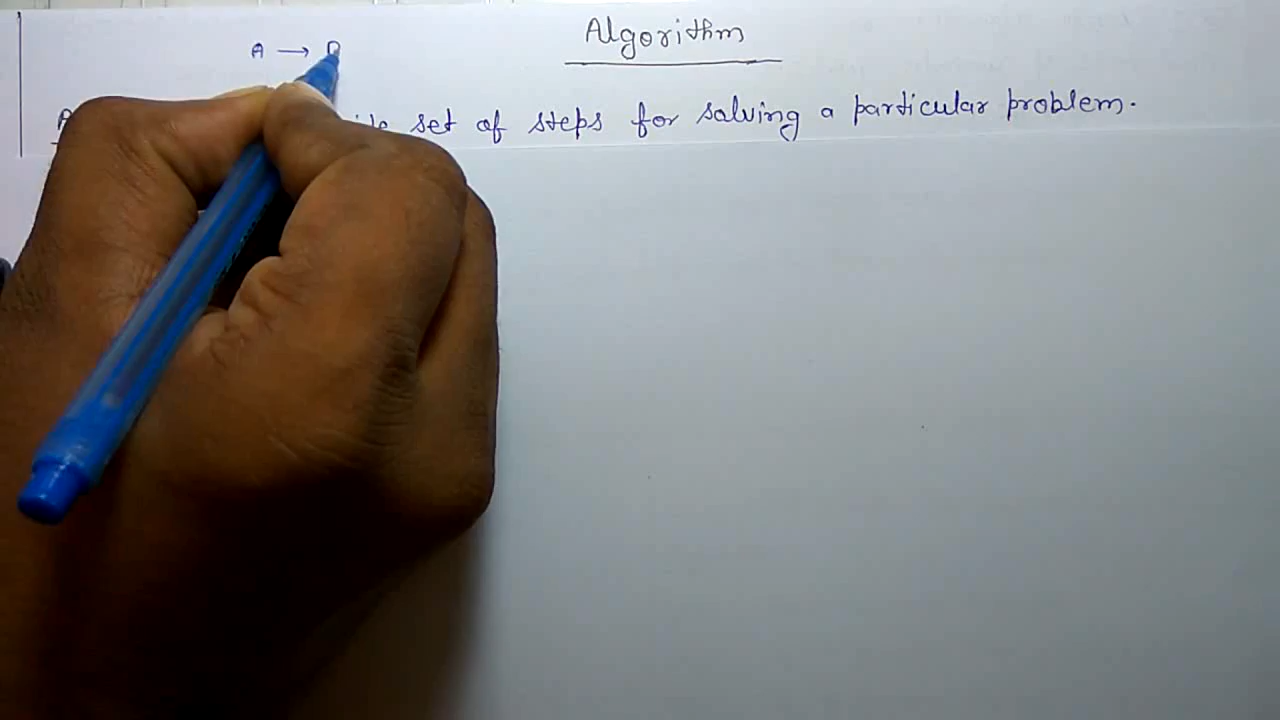 Algorithm
A →
set of steps for solving a particular problem.